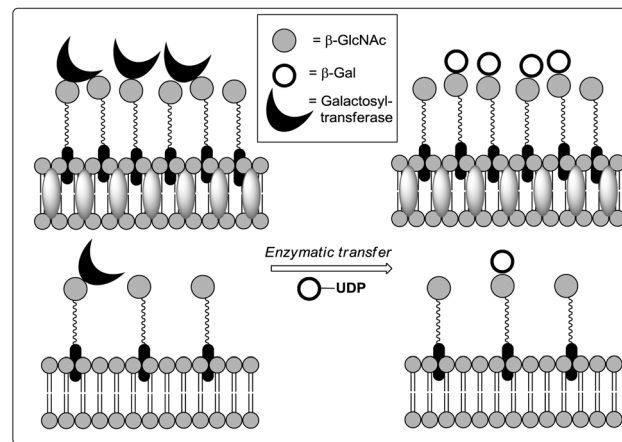 = β-GlcNAc
= β-Gal
= Galactosyl-
transferase
Enzymatic transfer
UDP